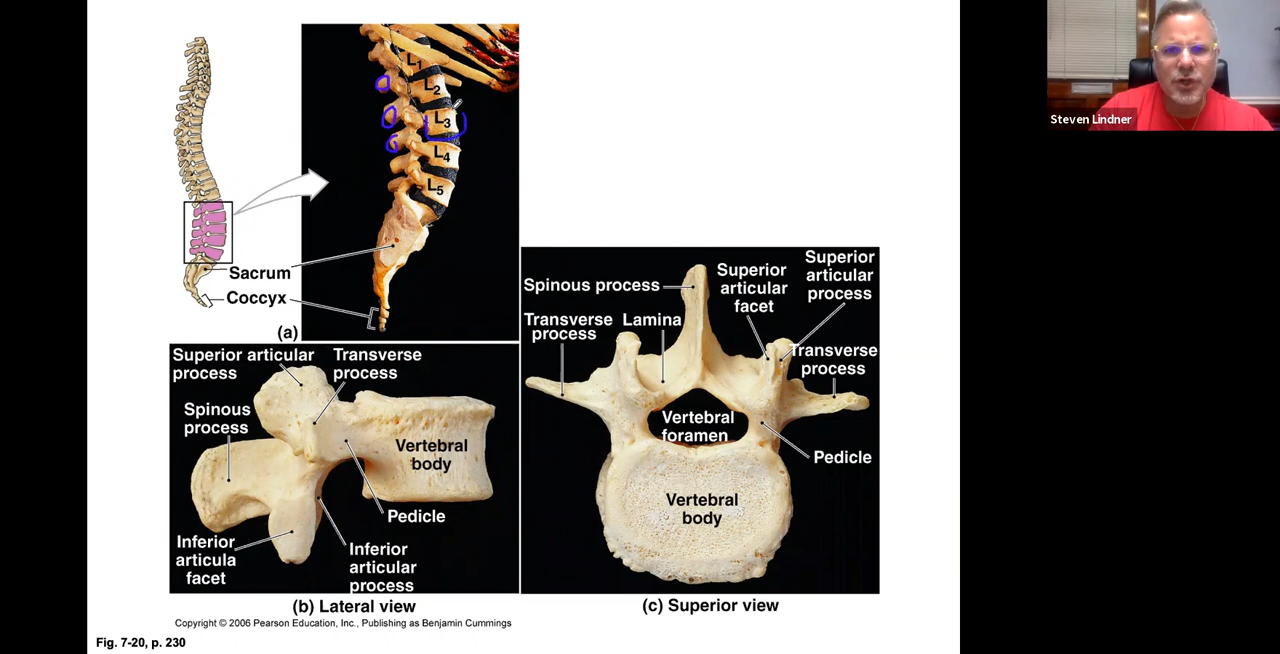 L1
L2
L3
L4
L5
Sacrum
Coccyx
(a)
Superior articular
process
Transverse
process
Spinous
process
Vertebral
body
Pedicle
Inferior
articula
facet
Inferior
articular
process
(b) Lateral view
Spinous process
Superior
articular
facet
Superior
articular
process
Transverse
process
Lamina
Transverse
process
Vertebral
foramen
Pedicle
Vertebral
body
(c) Superior view
Copyright © 2006 Pearson Education, Inc., Publishing as Benjamin Cummings
Fig. 7-20, p. 230
Steven Lindner